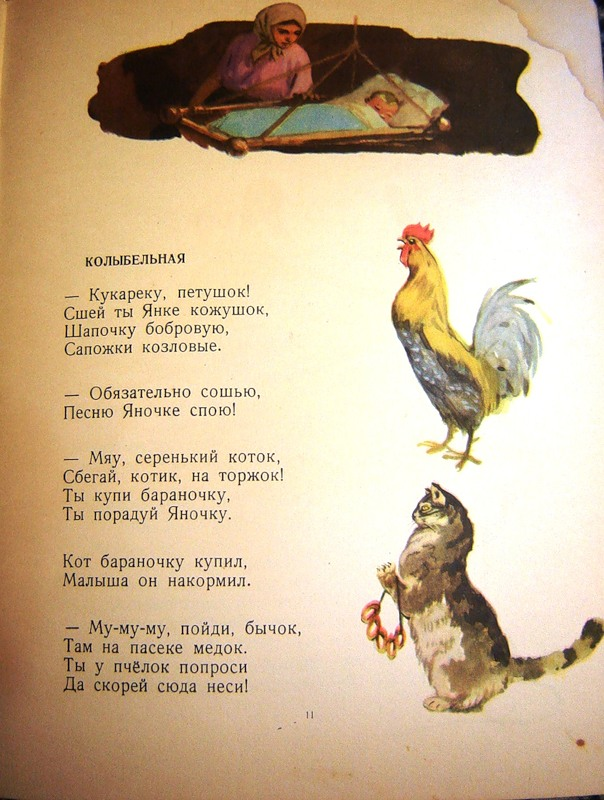 КОЛЫБЕЛЬНАЯ
— Кукареку, петушок!
Сшей ты Янке кожушок,
Шапочку бобровую,
Сапожки козловые.
— Обязательно сошью,
Песню Яночке спою!
— Мяу, серенький коток,
Сбегай, котик, на торжок!
Ты купи бараночку,
Ты порадуй Яночку.
Кот бараночку купил,
Малыша он накормил.
— Му-му-му, пойди, бычок,
Там на пасеке медок.
Ты у пчёлок попроси
Да скорей сюда неси!
11